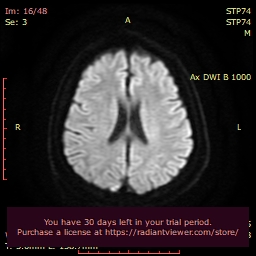 Im: 16/48
Se: 3
A
STP74
STP74
M
Ax DWI B 1000
R
L
You have 30 days left in your trial period.
Purchase a license at https://radiantviewer.com/store/